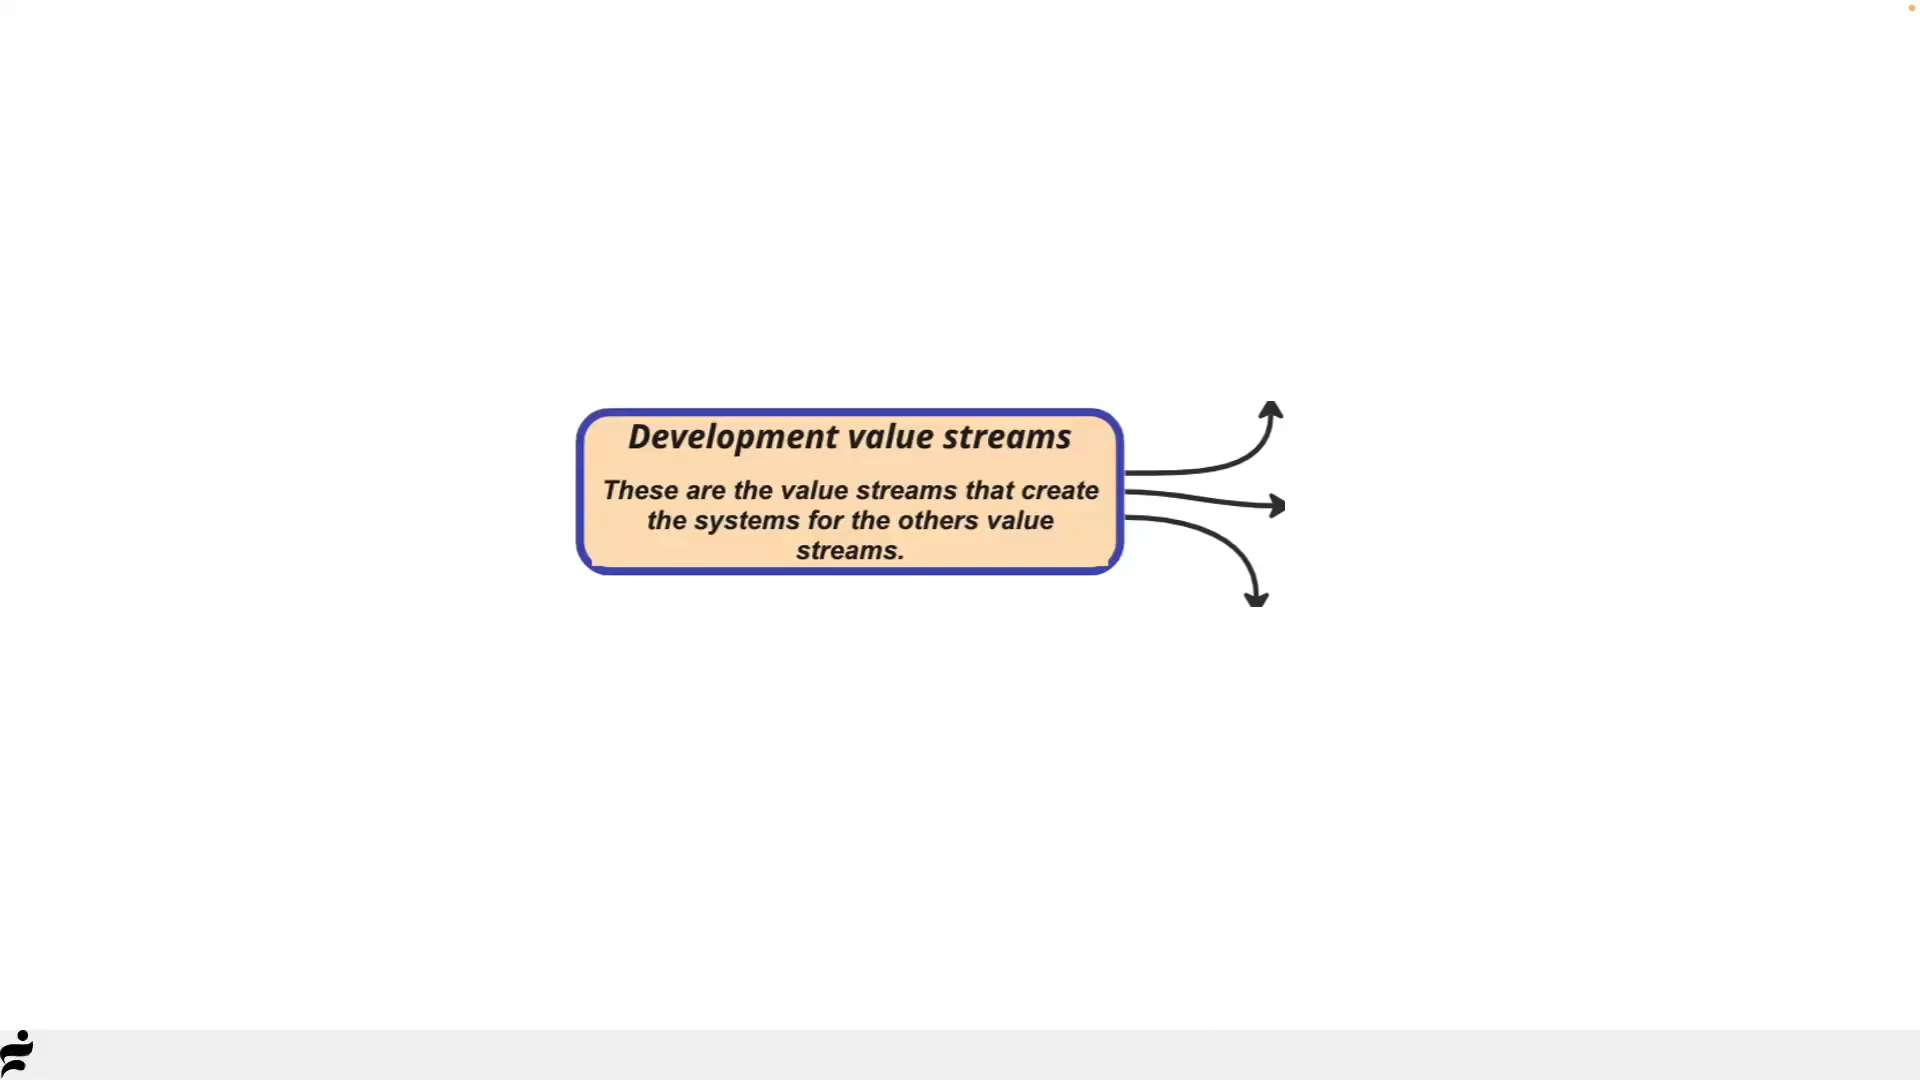 Development value streams
These are the value streams that create
the systems for the others value
streams.